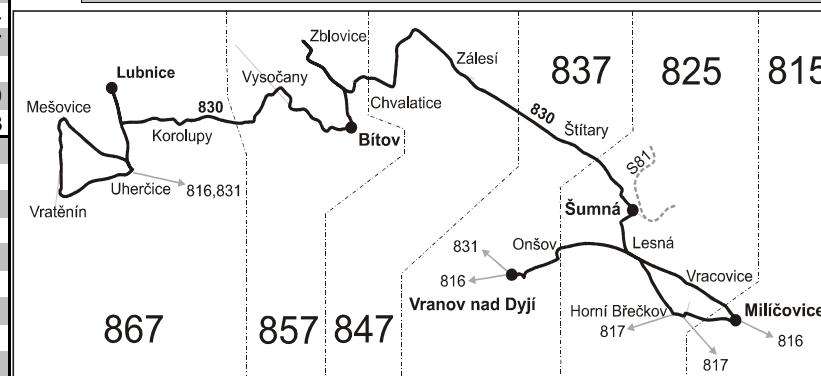 Zblovice
Zálesí
837
825
815
Lubnice
Vysočany
Mešovice
830
Chvalatice
830
Korolupy
Bítov
Štítary
S81
Uherčice
816,831
Vratěnín
Šumná
831
Onšov
Lesná
816
Vracovice
Vranov nad Dyjí
Horní Břečkov
Milíčovice
867
857
847
817
816
817